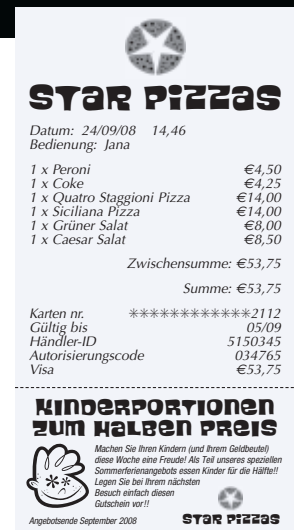 STAR PIZZAS
Datum: 24/09/08 14,46
Bedienung: Jana
1 x Peroni €4,50
1 x Coke €4,25
1 x Quatro Staggioni Pizza €14,00
1 x Siciliana Pizza €14,00
1 x Grüner Salat €8,00
1 x Caesar Salat €8,50
Zwischensumme: €53,75
Summe: €53,75
Karten nr. ************2112
Gültig bis 05/09
Händler-ID 5150345
Autorisierungscode 034765
Visa €53,75
KINDERPORTIONEN
ZUM HALBEN PREIS
Machen Sie Ihren Kindern (und Ihrem Geldbeutel)
diese Woche eine Freude! Als Teil unseres speziellen
Sommerferienangebots essen Kinder für die Hälfte!!
Legen Sie bei Ihrem nächsten
Besuch einfach diesen
Gutschein vor!!
Angebotsende September 2008
STAR PIZZAS